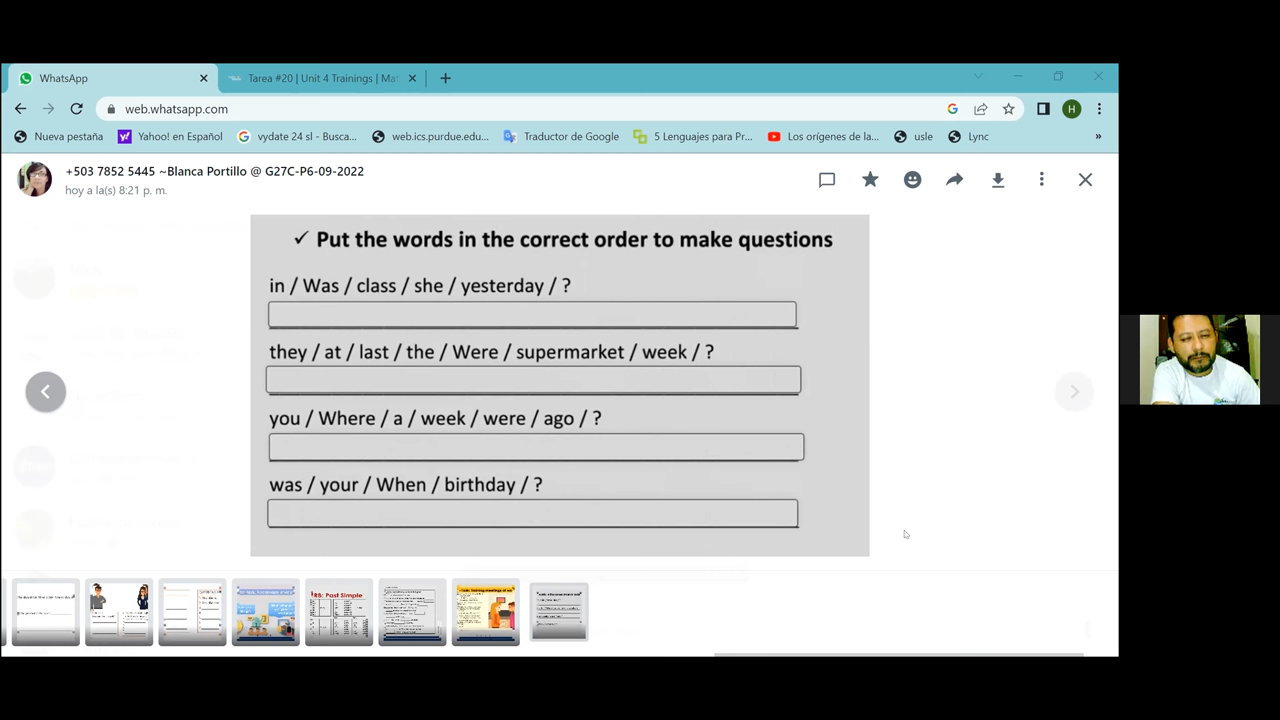 WhatsApp
Tarea #20 | Unit 4 Trainings | Mat
web.whatsapp.com
H
Nueva pestaña
Yahoo! en Español
vydate 24 sl - Busca...
web.ics.purdue.edu...
Traductor de Google
5 Lenguajes para Pr...
Los orígenes de la...
usle
Lync
»
+503 7852 5445 ~Blanca Portillo @ G27C-P6-09-2022
hoy a la(s) 8:21 p. m.
✓ Put the words in the correct order to make questions
in / Was / class / she / yesterday / ?
they / at / last / the / Were / supermarket / week / ?
you / Where / a / week / were / ago / ?
was / your / When / birthday / ?